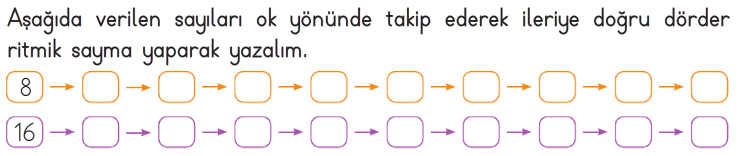 Aşağıda verilen sayıları ok yönünde takip ederek ileriye doğru dörder
ritmik sayma yaparak yazalım.
8
16